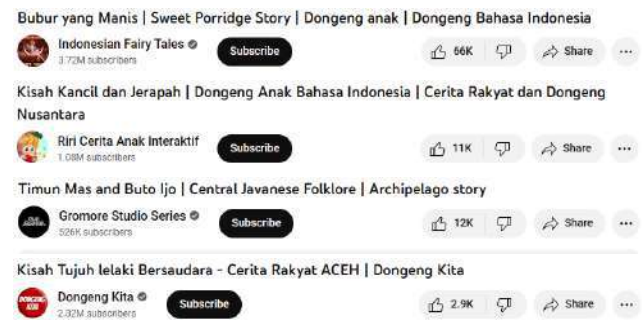 Bubur yang Manis | Sweet Porridge Story | Dongeng anak | Dongeng Bahasa Indonesia
Indonesian Fairy Tales
3.72M subscribers
Subscribe
66K
Share
Kisah Kancil dan Jerapah | Dongeng Anak Bahasa Indonesia | Cerita Rakyat dan Dongeng
Nusantara
Riri Cerita Anak Interaktif
1.08M subscribers
Subscribe
11K
Share
Timun Mas and Buto Ijo | Central Javanese Folklore | Archipelago story
Gromore Studio Series
526K subscribers
Subscribe
12K
Share
Kisah Tujuh lelaki Bersaudara - Cerita Rakyat ACEH | Dongeng Kita
DONGENG
KITA
Dongeng Kita
2.32M subscribers
Subscribe
2.9K
Share